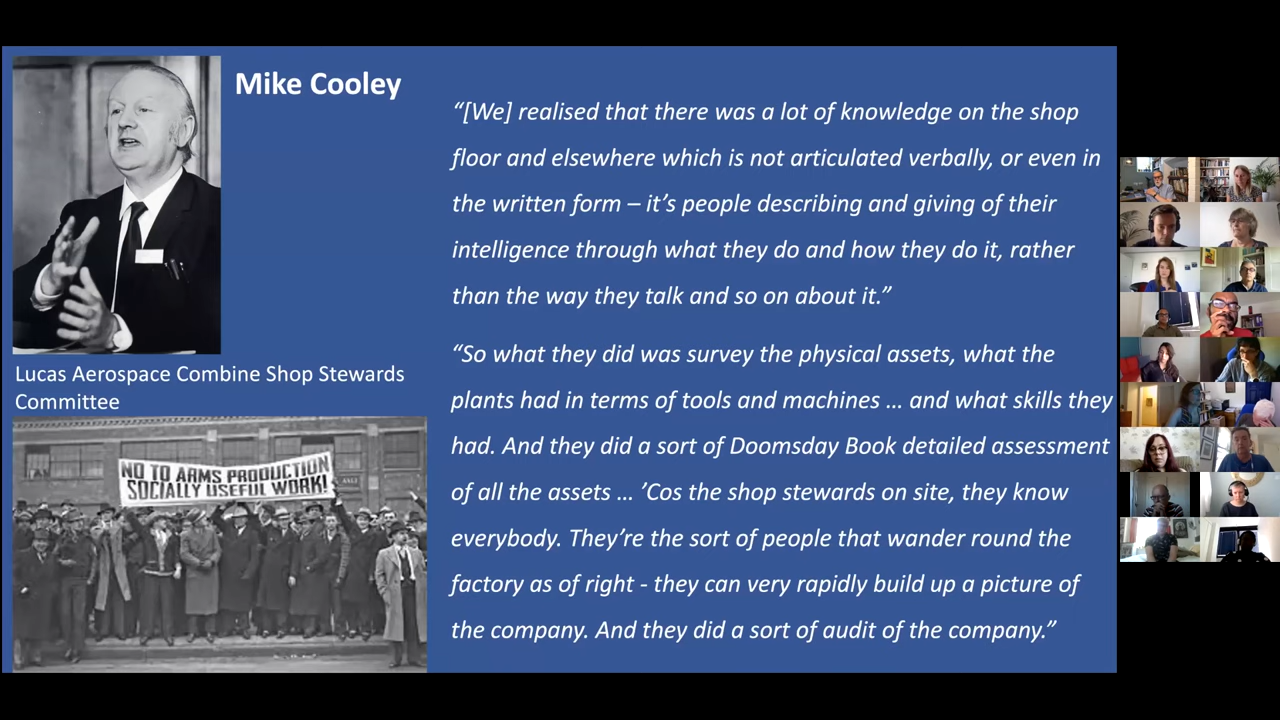 Mike Cooley
“[We] realised that there was a lot of knowledge on the shop
floor and elsewhere which is not articulated verbally, or even in
the written form – it’s people describing and giving of their
intelligence through what they do and how they do it, rather
than the way they talk and so on about it.”
“So what they did was survey the physical assets, what the
plants had in terms of tools and machines … and what skills they
had. And they did a sort of Doomsday Book detailed assessment
of all the assets … ’Cos the shop stewards on site, they know
everybody. They’re the sort of people that wander round the
factory as of right - they can very rapidly build up a picture of
the company. And they did a sort of audit of the company.”
Lucas Aerospace Combine Shop Stewards
Committee
NO TO ARMS PRODUCTION
SOCIALLY USEFUL WORK!